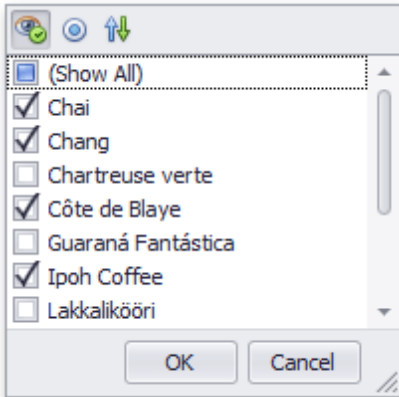 (Show All)
Chai
Chang
Chartreuse verte
Côte de Blaye
Guaraná Fantástica
Ipoh Coffee
Lakkalikööri
OK Cancel